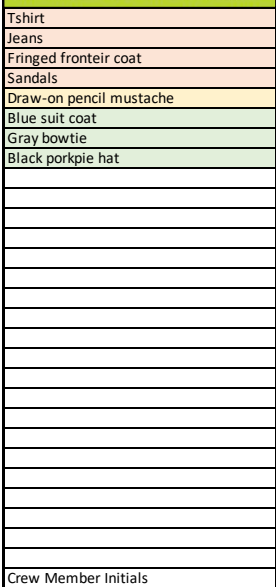 Tshirt
Jeans
Fringed fronteir coat
Sandals
Draw-on pencil mustache
Blue suit coat
Gray bowtie
Black porkpie hat
Crew Member Initials